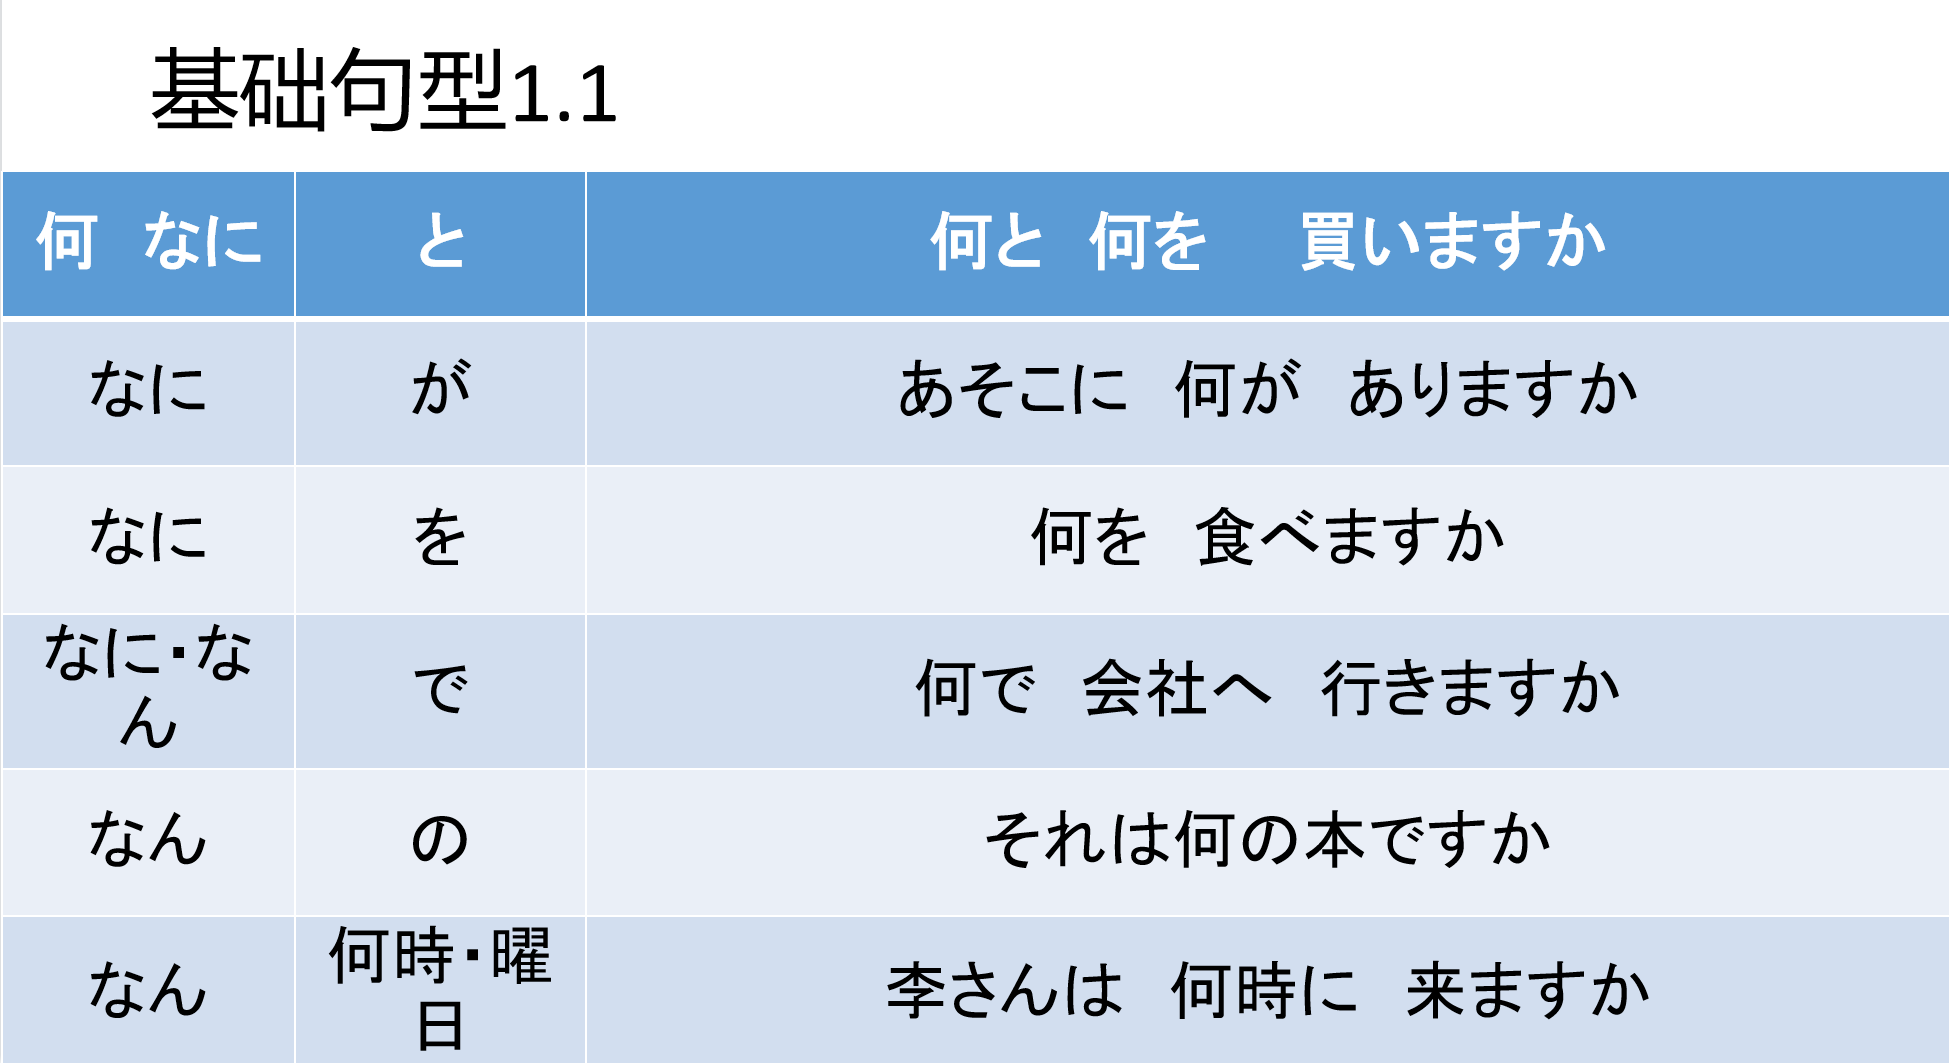 基础句型1.1
何　なに　と　何と　何を　　買いますか
なに　が　あそこに　何が　ありますか
なに　を　何を　食べますか
なに・な
ん
で　何で　会社へ　行きますか
なん　の　それは何の本ですか
なん
何時・曜
日
李さんは　何時に　来ますか